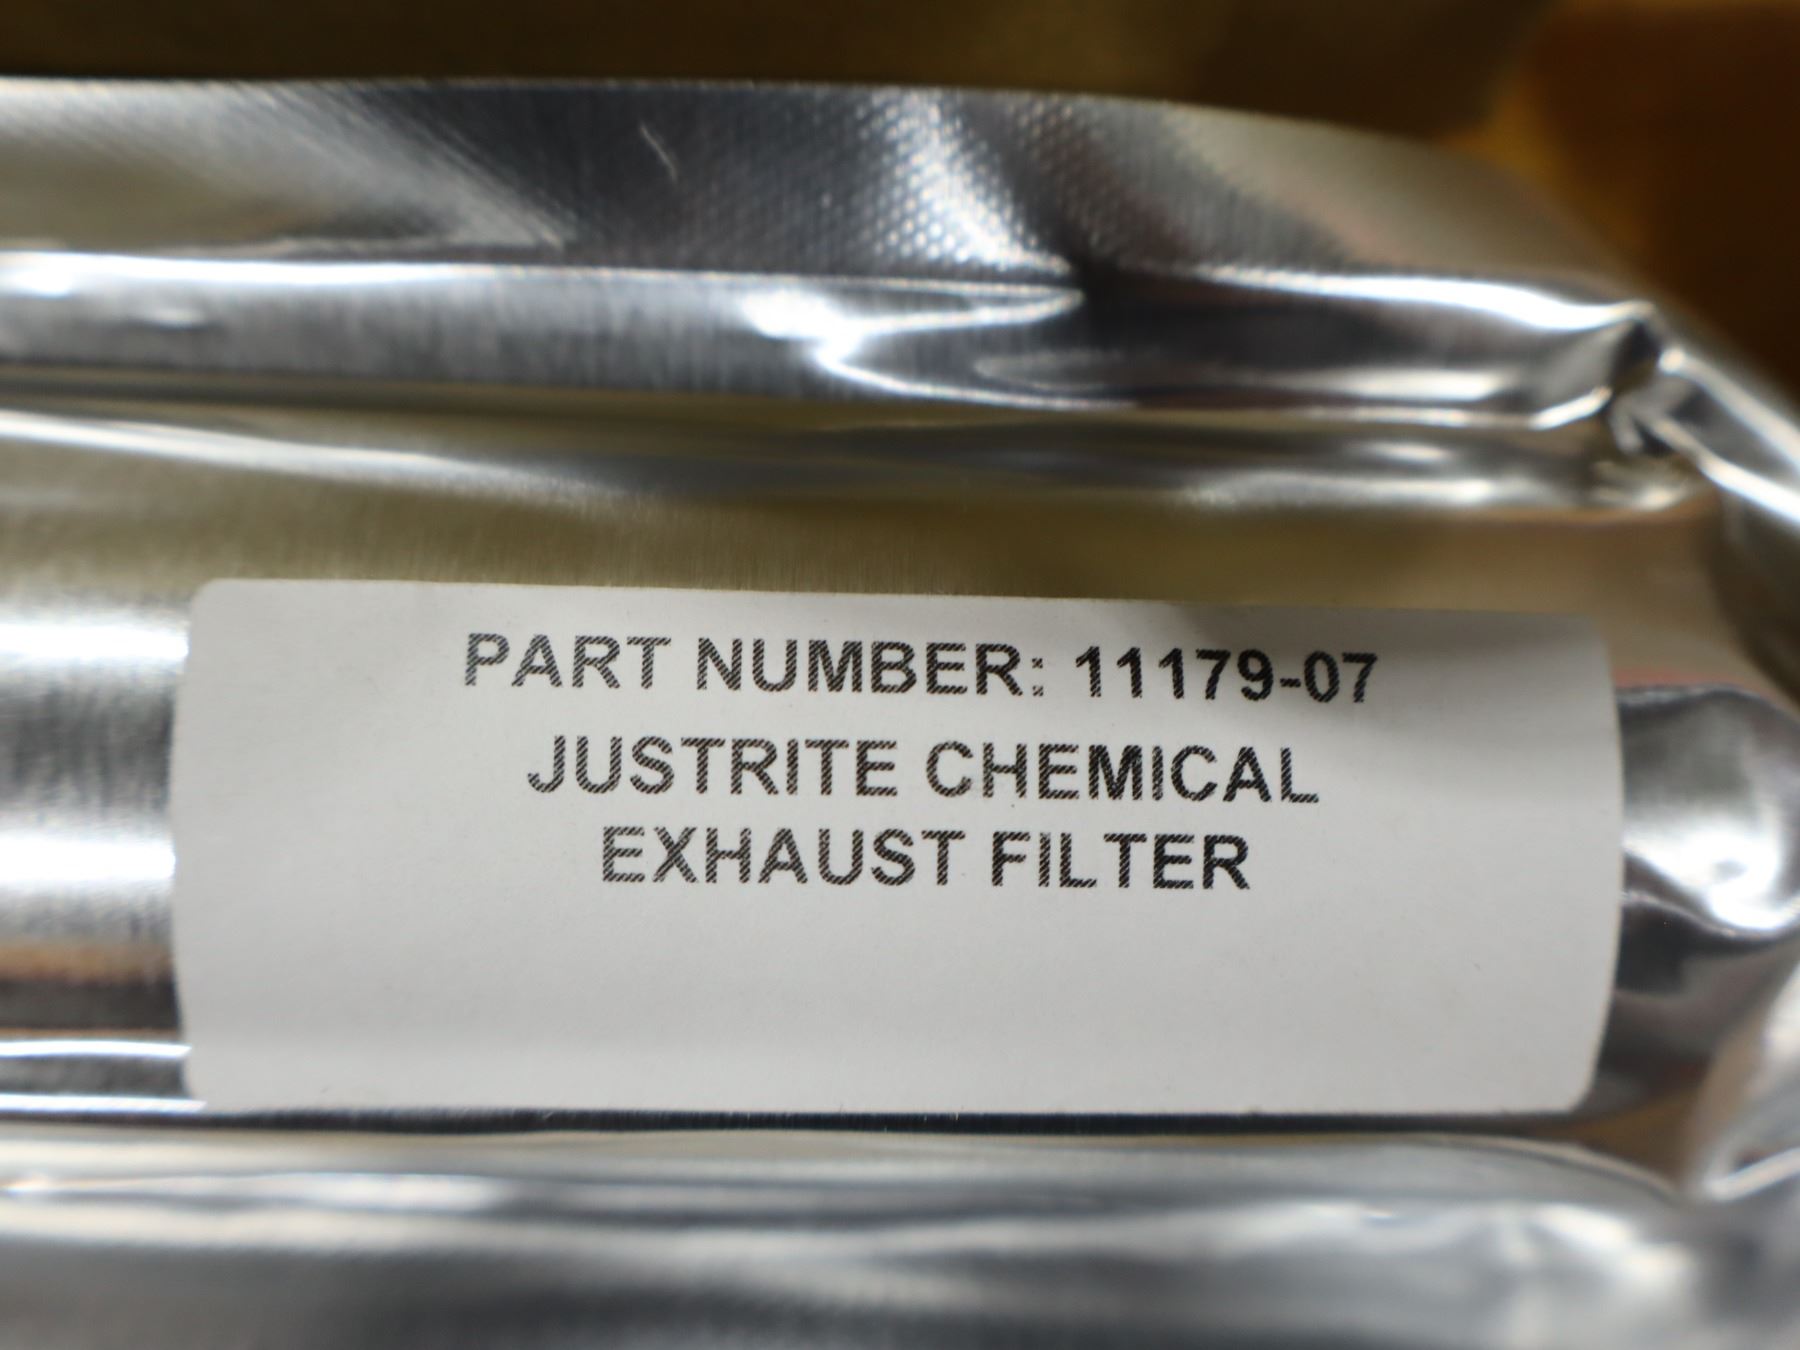 PART NUMBER: 11179-07
JUSTRITE CHEMICAL
EXHAUST FILTER